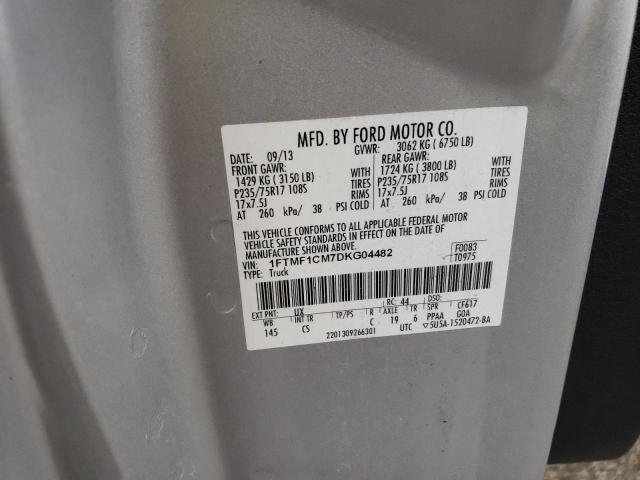 MFD. BY FORD MOTOR CO.
DATE: 09/13 GVWR: 3062 KG ( 6750 LB)
FRONT GAWR: REAR GAWR:
1429 KG ( 3150 LB) WITH 1724 KG ( 3800 LB) WITH
P235/75R17 108S TIRES P235/75R17 108S TIRES
17x7.5J RIMS 17x7.5J RIMS
AT 260 kPa/ 38 PSI COLD AT 260 kPa/ 38 PSI COLD
THIS VEHICLE CONFORMS TO ALL APPLICABLE FEDERAL MOTOR
VEHICLE SAFETY STANDARDS IN EFFECT ON THE DATE OF
MANUFACTURE SHOWN ABOVE.
VIN: 1FTMF1CM7DKG04482 F0083
TYPE: Truck T0975
EXT PNT: UX RC: 44 DSO:
WB INT TR TP/PS R AXLE TR SPR CF617
145 CS C 19 6 PPAA GOA
2201309266301 UTC ▽5U5A-1520472-BA